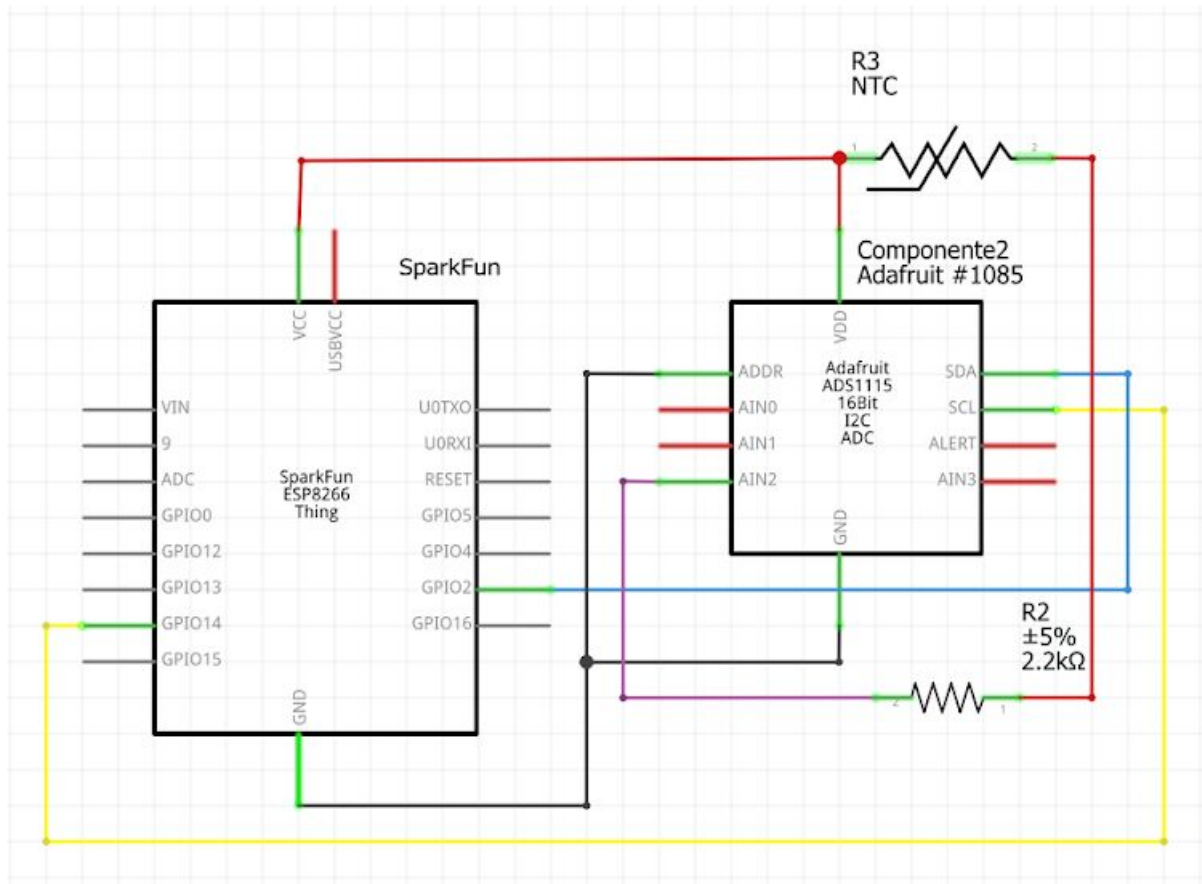 R3
NTC
1
2
SparkFun
Componente2
Adafruit #1085
VCC
USBVCC
VIN
9
ADC
GPIO0
GPIO12
GPIO13
GPIO14
GPIO15
SparkFun
ESP8266
Thing
U0TXO
U0RXI
RESET
GPIO5
GPIO4
GPIO2
GPIO16
GND
VDD
ADDR
AIN0
AIN1
AIN2
Adafruit
ADS1115
16Bit
I2C
ADC
SDA
SCL
ALERT
AIN3
GND
R2
±5%
2.2kΩ
2
1